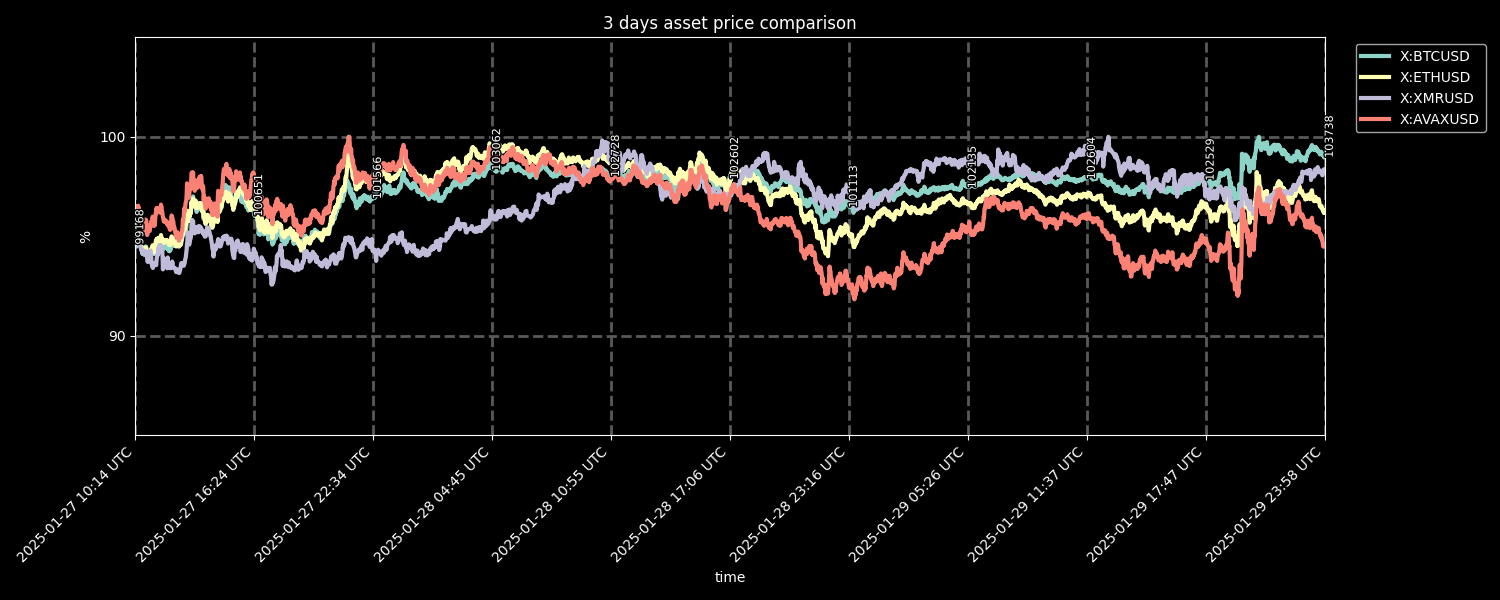 3 days asset price comparison
X:BTCUSD
X:ETHUSD
X:XMRUSD
X:AVAXUSD
100
90
%
99168
100651
101566
103062
102728
102602
101113
102135
102604
102529
103738
2025-01-27 10:14 UTC
2025-01-27 16:24 UTC
2025-01-27 22:34 UTC
2025-01-28 04:45 UTC
2025-01-28 10:55 UTC
2025-01-28 17:06 UTC
2025-01-28 23:16 UTC
2025-01-29 05:26 UTC
2025-01-29 11:37 UTC
2025-01-29 17:47 UTC
2025-01-29 23:58 UTC
time